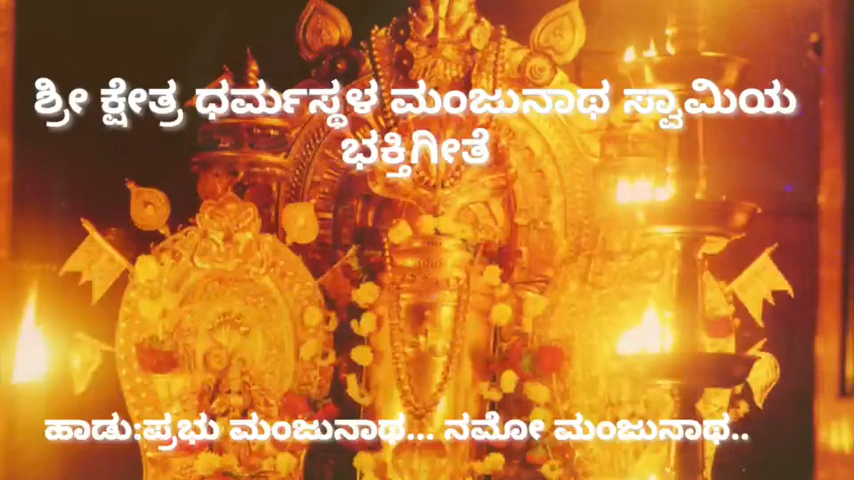 ಶ್ರೀ ಕ್ಷೇತ್ರ ಧರ್ಮಸ್ಥಳ ಮಂಜುನಾಥ ಸ್ವಾಮಿಯ
ಭಕ್ತಿಗೀತೆ
ಹಾಡು:ಪ್ರಭು ಮಂಜುನಾಥ... ನಮೋ ಮಂಜುನಾಥ..